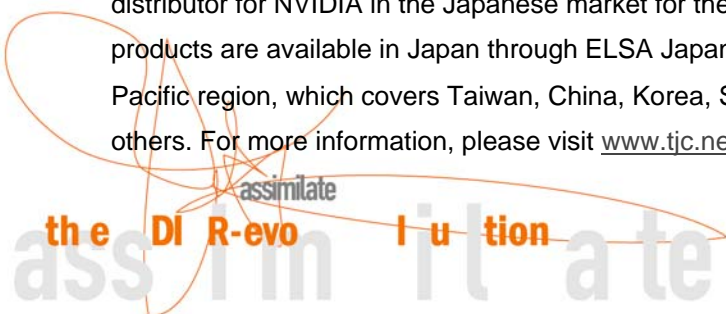 distributor for NVIDIA in the Japanese market for the
products are available in Japan through ELSA Japan
Pacific region, which covers Taiwan, China, Korea, S
others. For more information, please visit www.tjc.ne
assimilate
the DI R-evo l u tion
assimilate